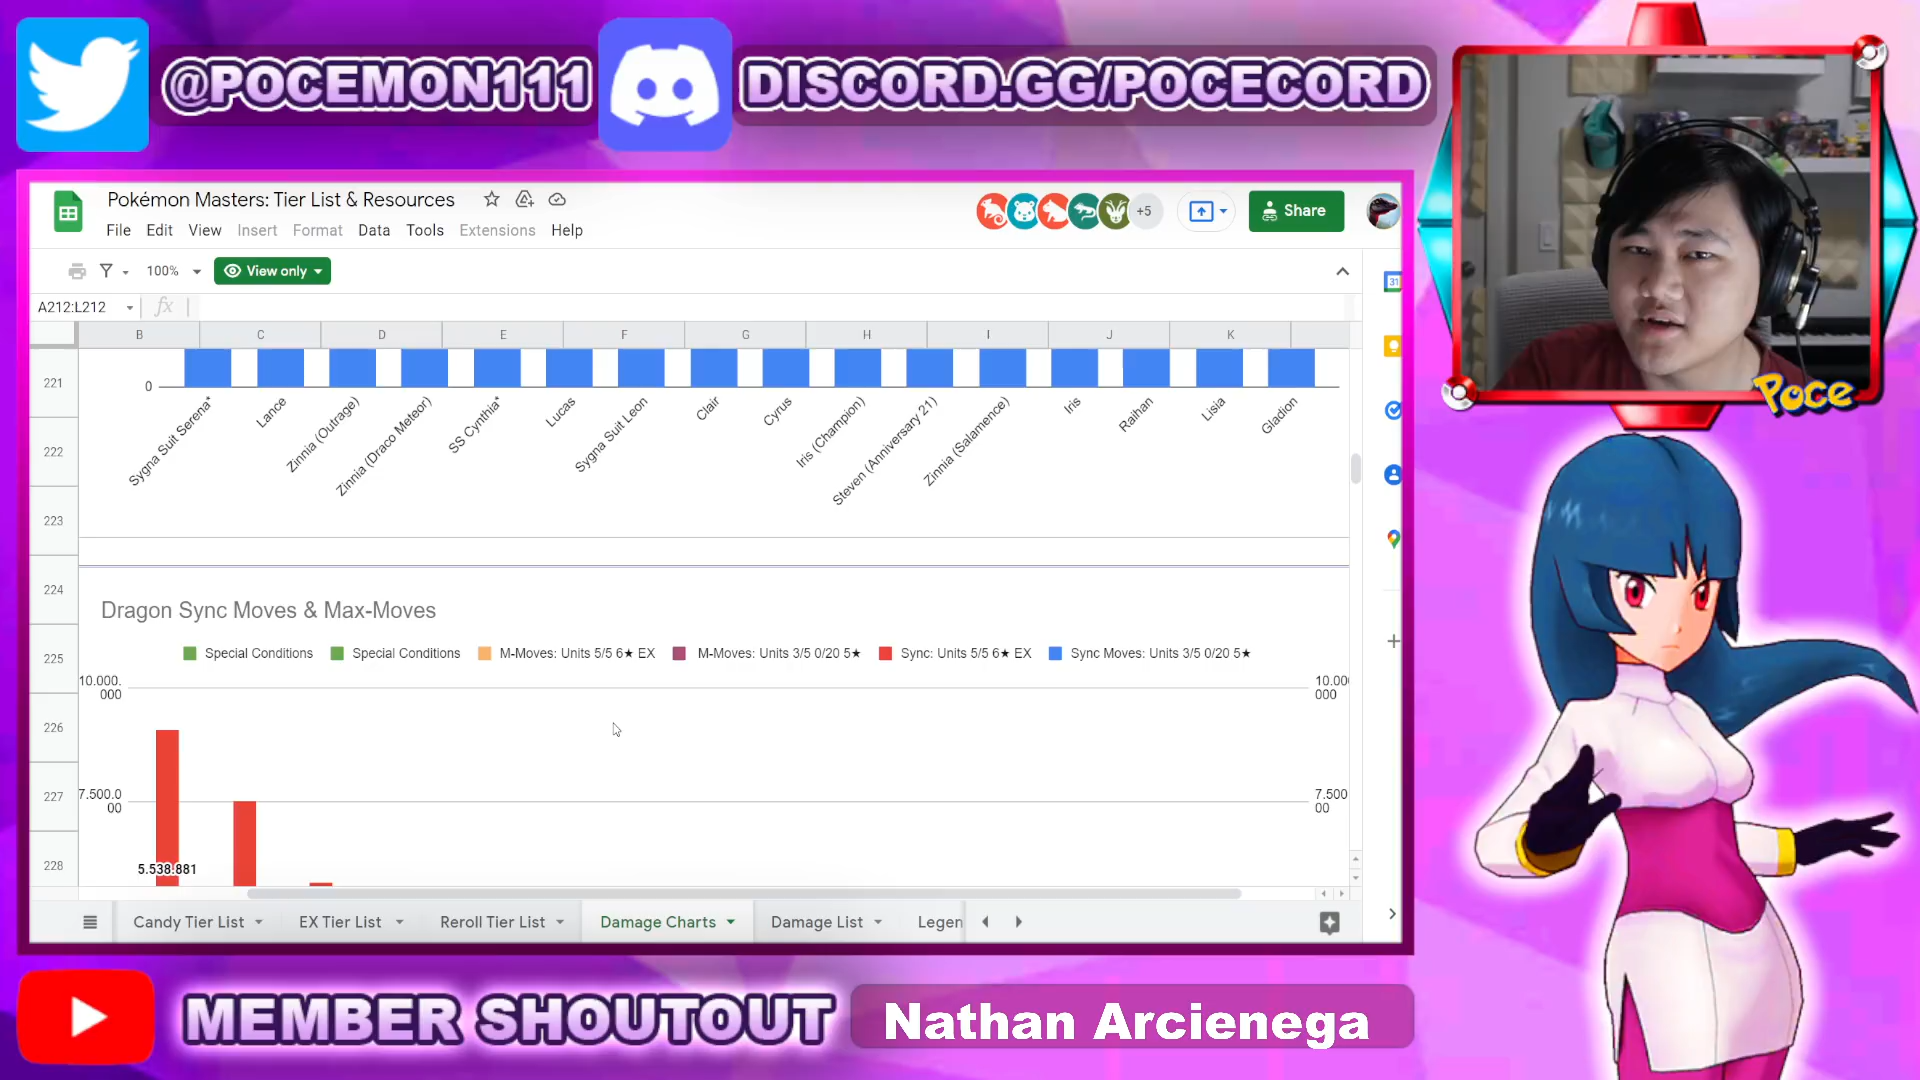 @POCEMON111
DISCORD.GG/POCECORD
Pokémon Masters: Tier List & Resources
+5
Share
File Edit View Insert Format Data Tools Extensions Help
100%
View only
31
A212:L212
fx
B C D E F G H I J K
221
222
223
224
225
226
227
228
0
Sygna Suit Serena*
Lance
Zinnia (Outrage)
Zinnia (Draco Meteor)
SS Cynthia*
Lucas
Sygna Suit Leon
Clair
Cyrus
Iris (Champion)
Steven (Anniversary 21)
Zinnia (Salamence)
Iris
Raihan
Lisia
Gladion
Dragon Sync Moves & Max-Moves
Special Conditions Special Conditions M-Moves: Units 5/5 6★ EX M-Moves: Units 3/5 0/20 5★ Sync: Units 5/5 6★ EX Sync Moves: Units 3/5 0/20 5★
10.000.
000
10.00
000
7.500.0
00
7.500
00
5.538.881
Candy Tier List EX Tier List Reroll Tier List Damage Charts Damage List Legen
Poce
MEMBER SHOUTOUT
Nathan Arcienega